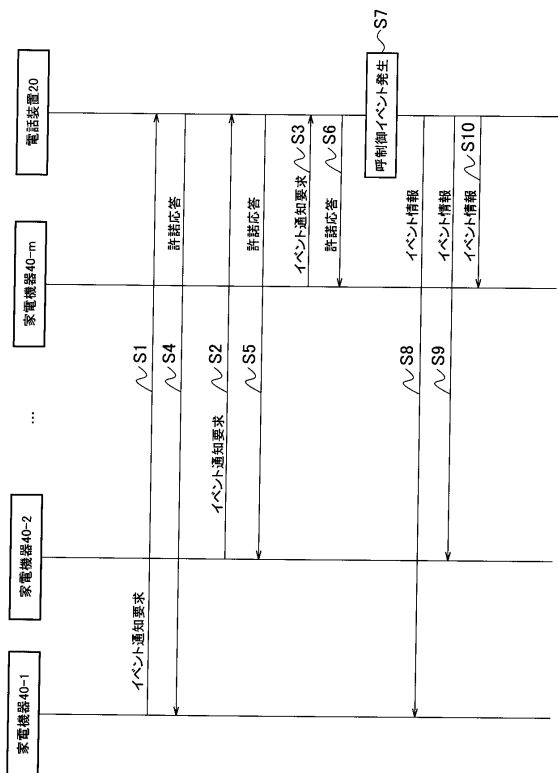 家電機器40-1
家電機器40-2
…
家電機器40-m
電話装置20
イベント通知要求
S1
許諾応答
S4
イベント通知要求
S2
許諾応答
S5
イベント通知要求
S3
許諾応答
S6
呼制御イベント発生
S7
イベント情報
S8
イベント情報
S9
イベント情報
S10